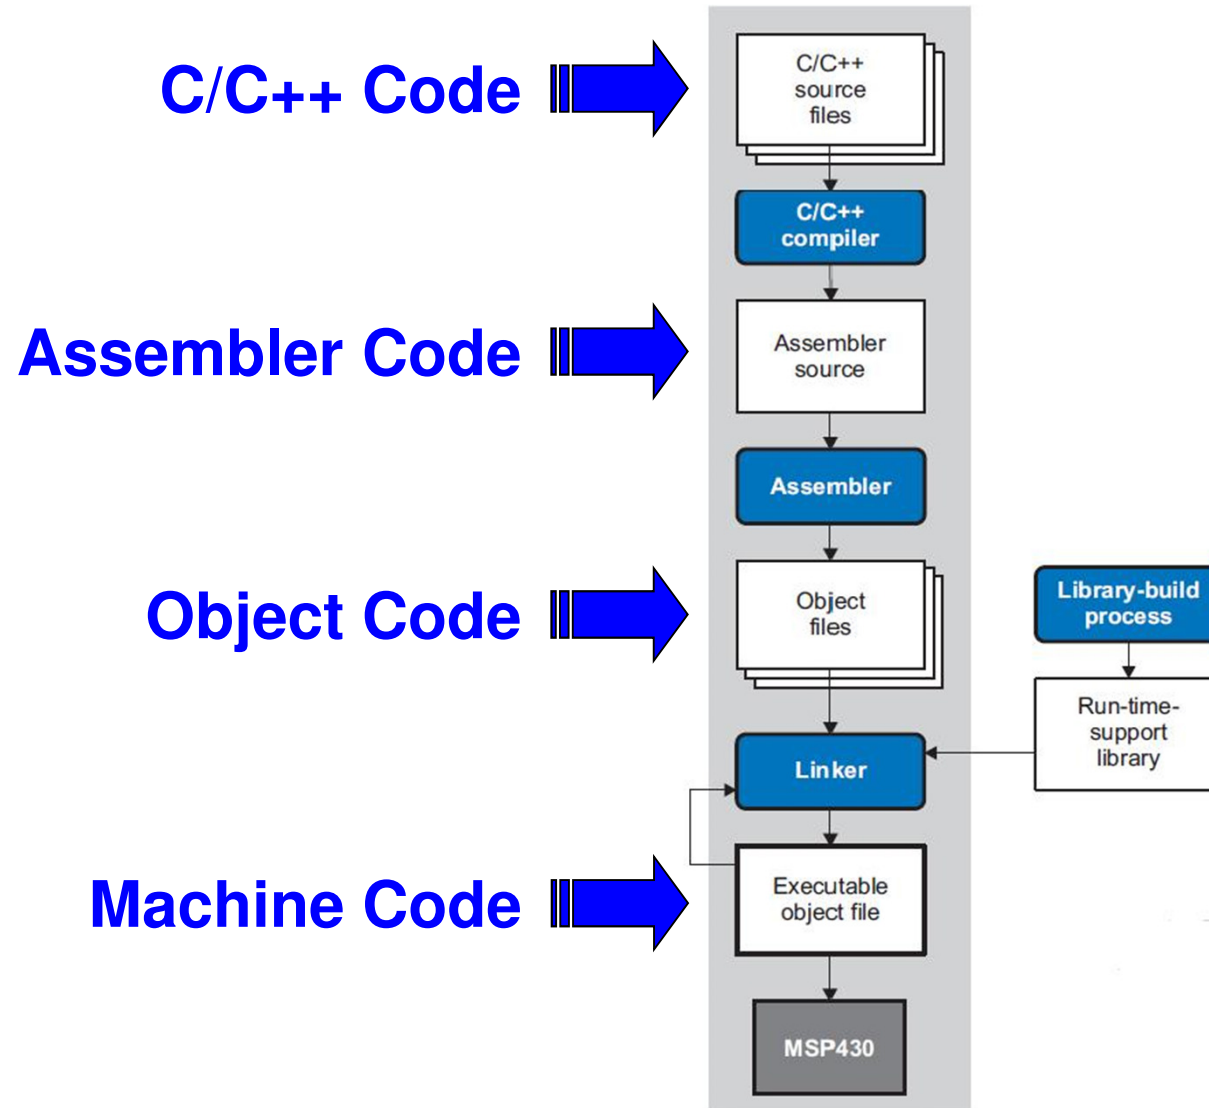 C/C++ Code
C/C++
source
files
C/C++
compiler
Assembler Code
Assembler
source
Assembler
Object Code
Object
files
Library-build
process
Run-time-
support
library
Linker
Machine Code
Executable
object file
MSP430